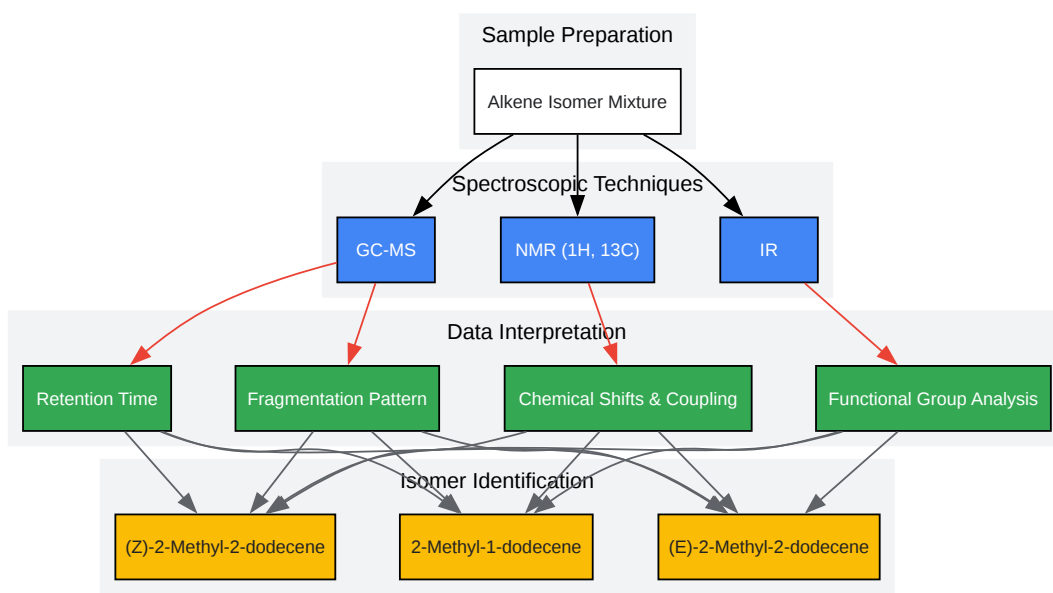 Sample Preparation
Alkene Isomer Mixture
Spectroscopic Techniques
GC-MS
NMR (1H, 13C)
IR
Data Interpretation
Retention Time
Fragmentation Pattern
Chemical Shifts & Coupling
Functional Group Analysis
Isomer Identification
(Z)-2-Methyl-2-dodecene
2-Methyl-1-dodecene
(E)-2-Methyl-2-dodecene